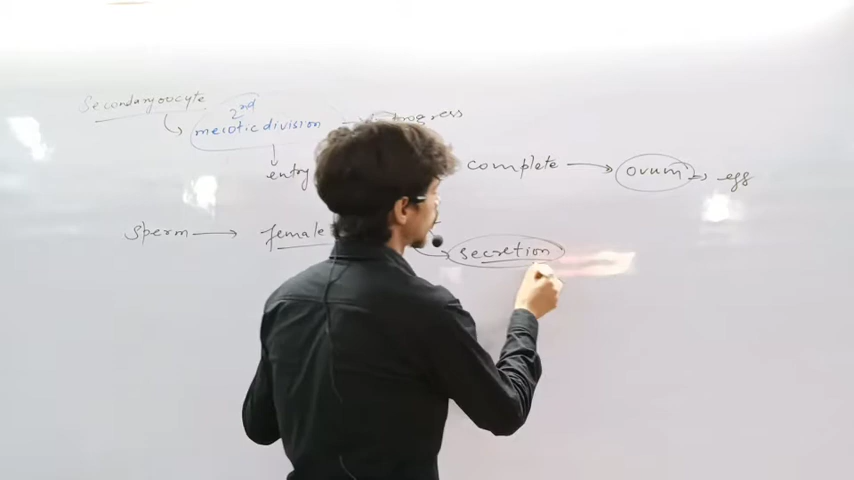 Secondary oocyte
2nd
meiotic division → progress
entry complete → ovum → egg
sperm → female
secretion